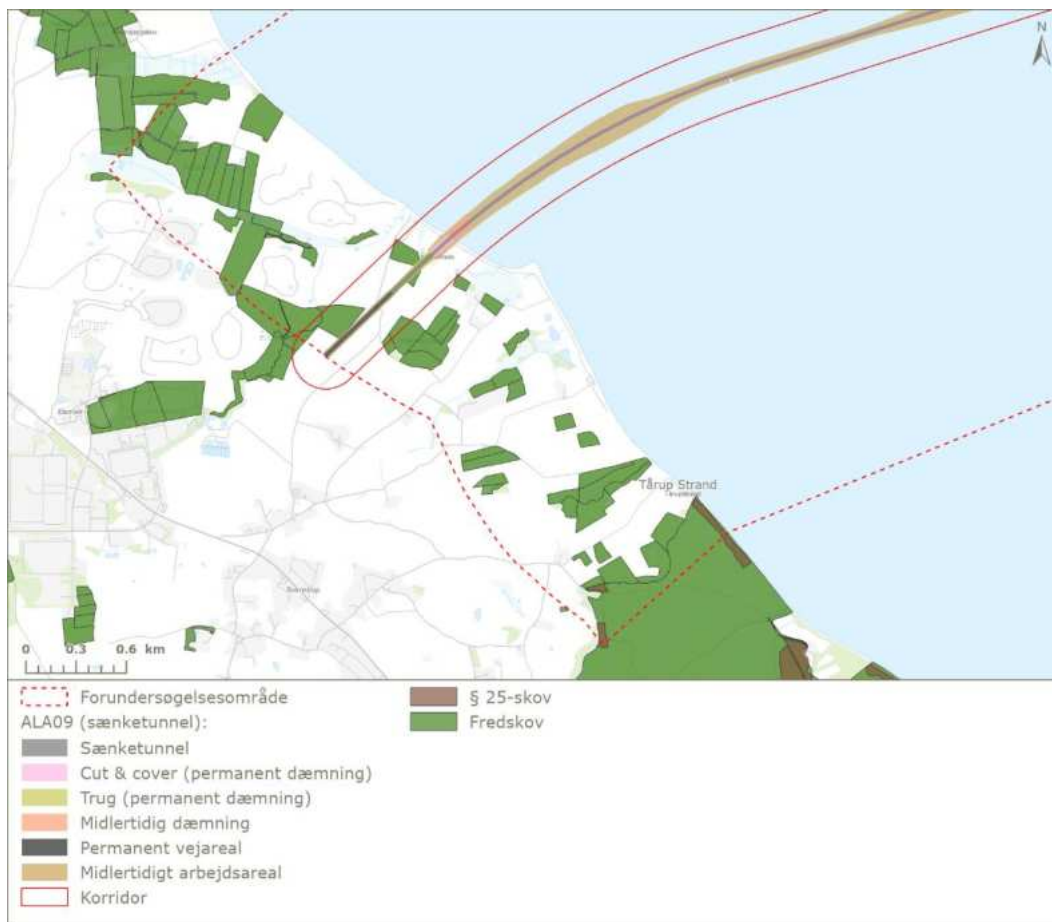 N
Tårup Strand
0 0.3 0.6 km
Forundersøgelsesområde
ALA09 (sænketunnel):
Sænketunnel
Cut & cover (permanent dæmning)
Trug (permanent dæmning)
Midlertidig dæmning
Permanent vejareal
Midlertidigt arbejdsareal
Korridor
§ 25-skov
Fredskov